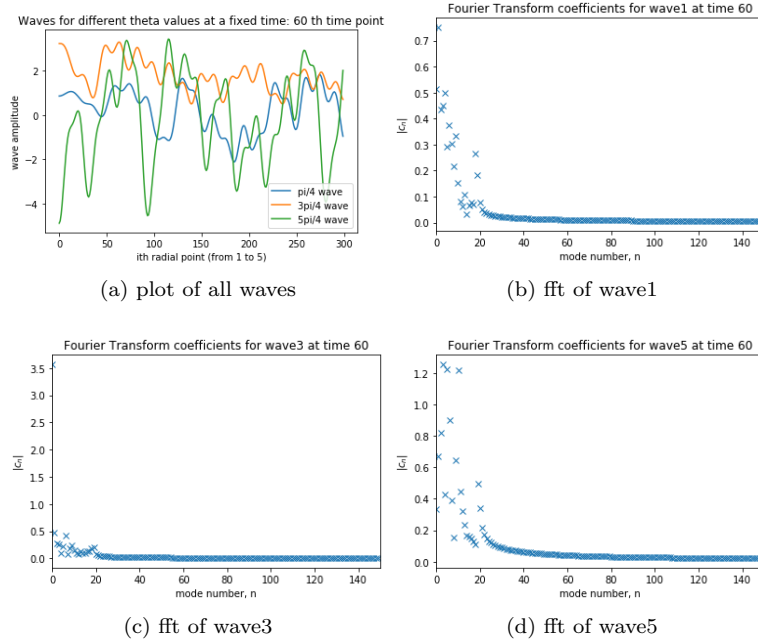 Waves for different theta values at a fixed time: 60 th time point
wave amplitude
2
0
−2
−4
pi/4 wave
3pi/4 wave
5pi/4 wave
0 50 100 150 200 250 300
ith radial point (from 1 to 5)
(a) plot of all waves
Fourier Transform coefficients for wave1 at time 60
|c_n|
0.7
0.6
0.5
0.4
0.3
0.2
0.1
0.0
0 20 40 60 80 100 120 140
mode number, n
(b) fft of wave1
Fourier Transform coefficients for wave3 at time 60
|c_n|
3.5
3.0
2.5
2.0
1.5
1.0
0.5
0.0
0 20 40 60 80 100 120 140
mode number, n
(c) fft of wave3
Fourier Transform coefficients for wave5 at time 60
|c_n|
1.2
1.0
0.8
0.6
0.4
0.2
0.0
0 20 40 60 80 100 120 140
mode number, n
(d) fft of wave5